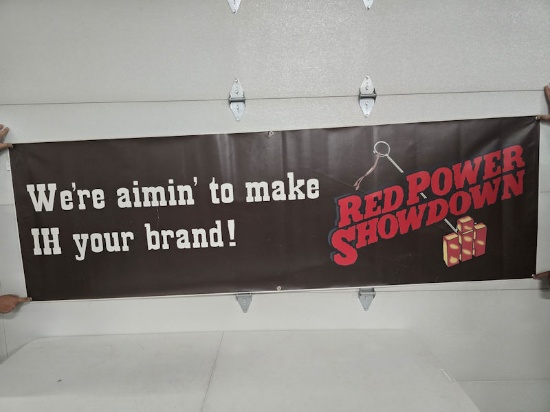 We're aimin' to make
IH your brand!
RED POWER
SHOWDOWN